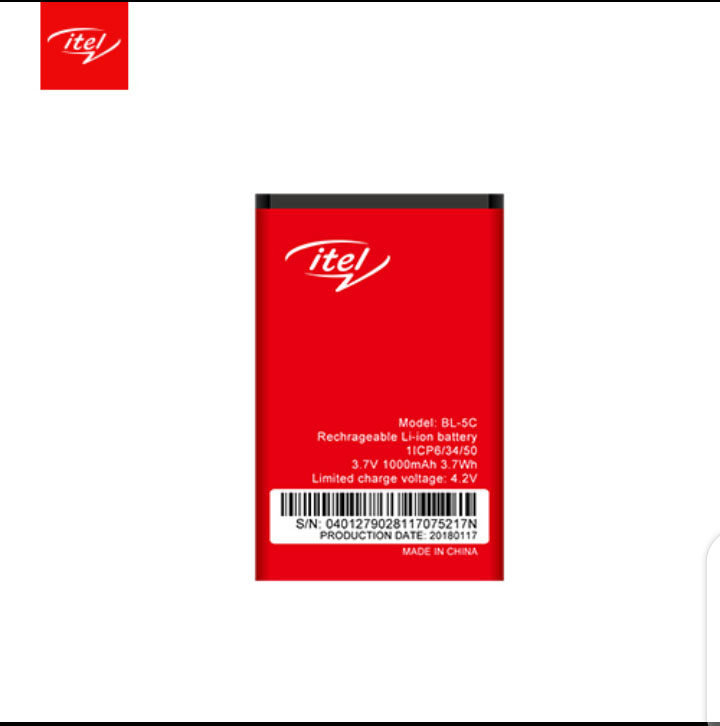 itel
itel
Model: BL-5C
Rechrageable Li-ion battery
1ICP6/34/50
3.7V 1000mAh 3.7Wh
Limited charge voltage: 4.2V
S/N: 0401279028117075217N
PRODUCTION DATE: 20180117
MADE IN CHINA